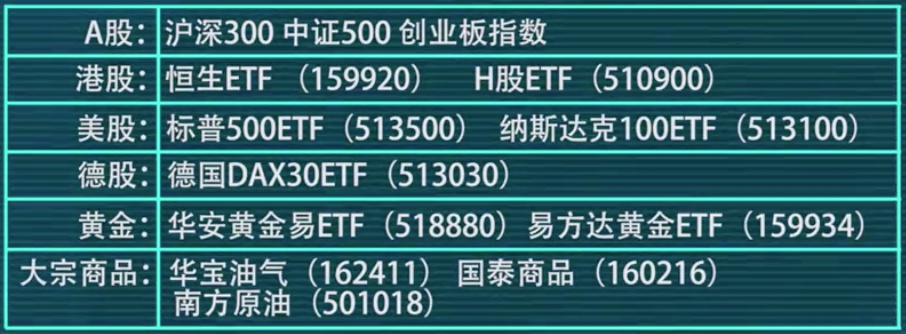 A股： 沪深300 中证500 创业板指数
港股： 恒生ETF（159920） H股ETF（510900）
美股： 标普500ETF（513500） 纳斯达克100ETF（513100）
德股： 德国DAX30ETF（513030）
黄金： 华安黄金易ETF（518880） 易方达黄金ETF（159934）
大宗商品： 华宝油气（162411） 国泰商品（160216）
南方原油（501018）